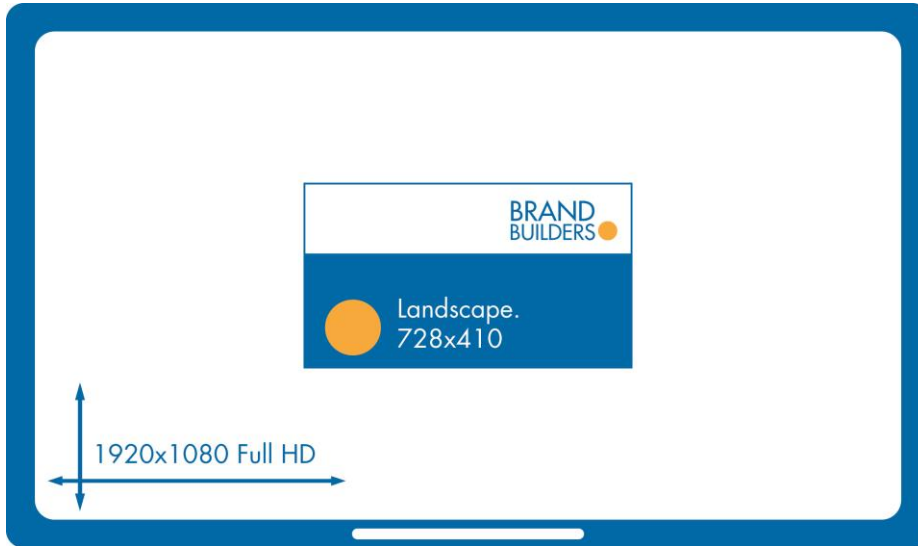 BRAND
BUILDERS
Landscape.
728x410
1920x1080 Full HD